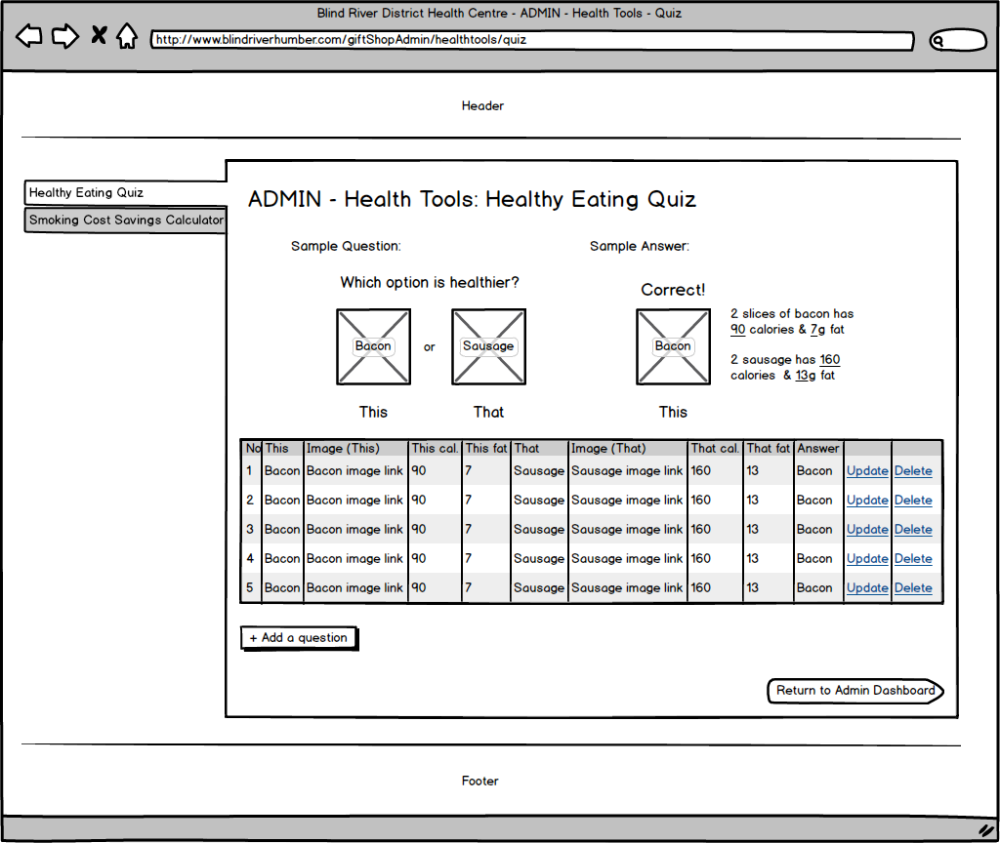 Blind River District Health Centre - ADMIN - Health Tools - Quiz
http://www.blindriverhumber.com/giftShopAdmin/healthtools/quiz
Header
Healthy Eating Quiz
Smoking Cost Savings Calculator
ADMIN - Health Tools: Healthy Eating Quiz
Sample Question:
Sample Answer:
Which option is healthier?
Correct!
Bacon
or
Sausage
Bacon
2 slices of bacon has
90 calories & 7g fat
2 sausage has 160
calories & 13g fat
This
That
This
No This Image (This) This cal. This fat That Image (That) That cal. That fat Answer
1 Bacon Bacon image link 90 7 Sausage Sausage image link 160 13 Bacon Update Delete
2 Bacon Bacon image link 90 7 Sausage Sausage image link 160 13 Bacon Update Delete
3 Bacon Bacon image link 90 7 Sausage Sausage image link 160 13 Bacon Update Delete
4 Bacon Bacon image link 90 7 Sausage Sausage image link 160 13 Bacon Update Delete
5 Bacon Bacon image link 90 7 Sausage Sausage image link 160 13 Bacon Update Delete
+ Add a question
Return to Admin Dashboard
Footer